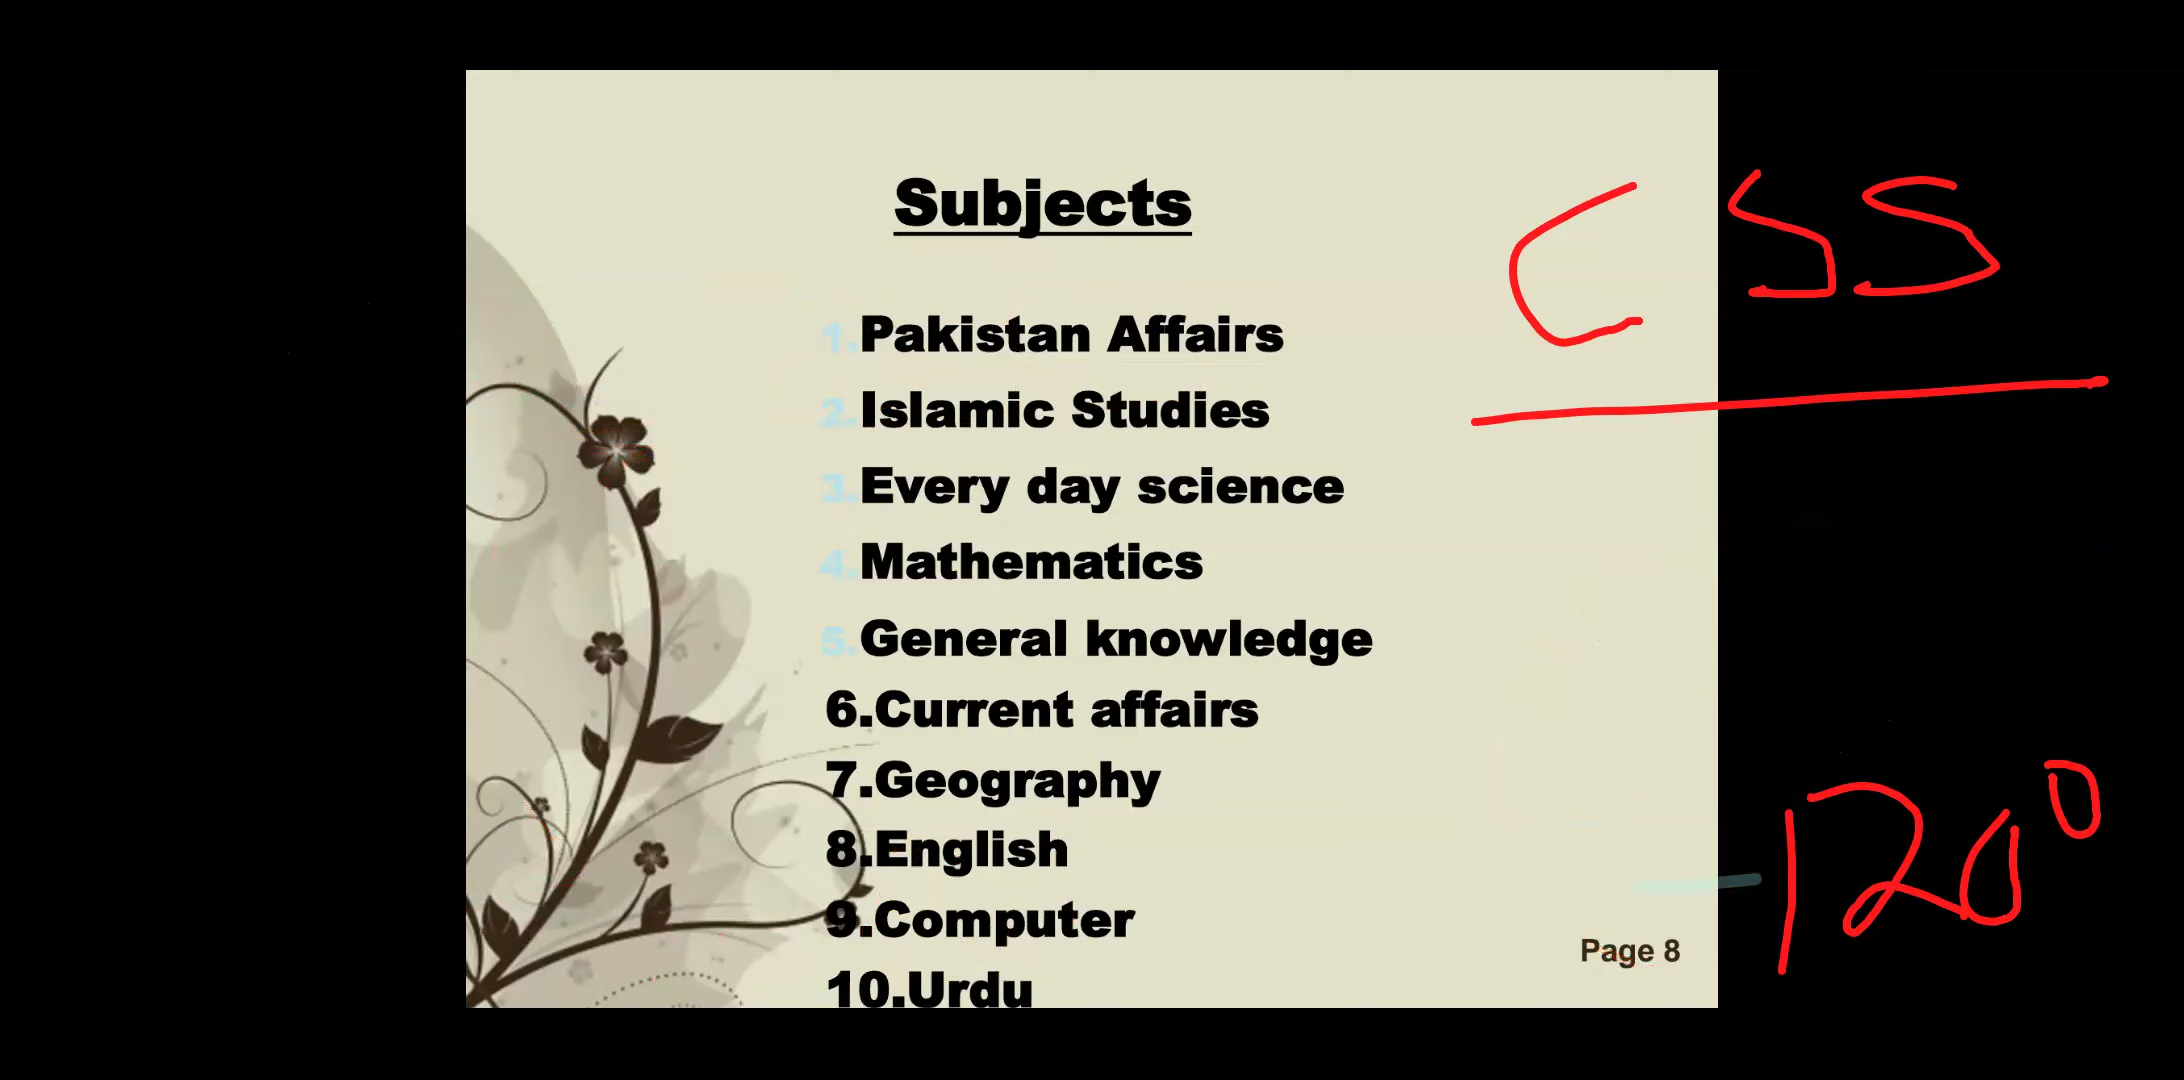 Subjects
CSS
1.Pakistan Affairs
2.Islamic Studies
3.Every day science
4.Mathematics
5.General knowledge
6.Current affairs
7.Geography
8.English
9.Computer
10.Urdu
Page 8
120⁰